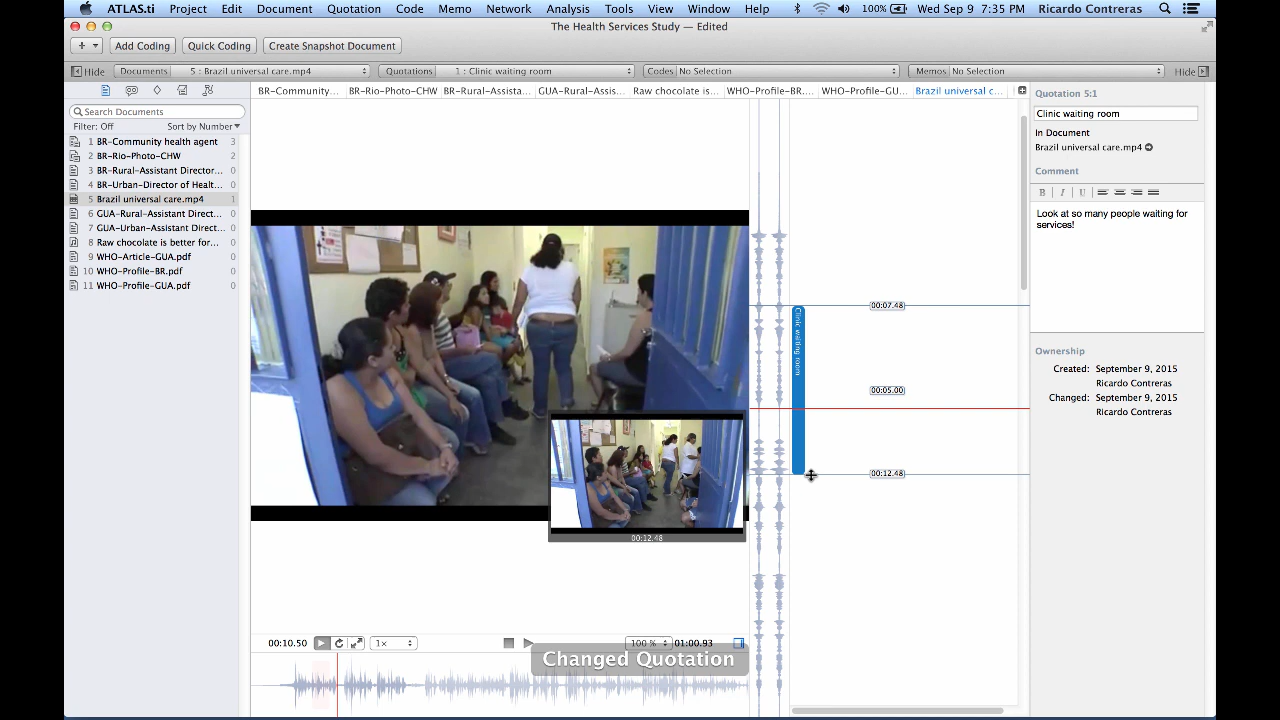 ATLAS.ti Project Edit Document Quotation Code Memo Network Analysis Tools View Window Help 100% Wed Sep 9 7:35 PM Ricardo Contreras
The Health Services Study — Edited
+ Add Coding Quick Coding Create Snapshot Document
Hide Documents 5 : Brazil universal care.mp4 Quotations 1 : Clinic waiting room Codes No Selection Memos No Selection Hide
BR-Community... BR-Rio-Photo-CHW BR-Rural-Assista... GUA-Rural-Assis... Raw chocolate is... WHO-Profile-BR.... WHO-Profile-GU... Brazil universal c...
Search Documents
Filter: Off Sort by Number
1 BR-Community health agent 3
2 BR-Rio-Photo-CHW 2
3 BR-Rural-Assistant Director... 0
4 BR-Urban-Director of Healt... 0
5 Brazil universal care.mp4 1
6 GUA-Rural-Assistant Direct... 0
7 GUA-Urban-Assistant Direct... 0
8 Raw chocolate is better for... 0
9 WHO-Article-GUA.pdf 0
10 WHO-Profile-BR.pdf 0
11 WHO-Profile-GUA.pdf 0
00:12.48
Clinic waiting room
00:07.48
00:05.00
00:12.48
Quotation 5:1
Clinic waiting room
In Document
Brazil universal care.mp4
Comment
B I U
Look at so many people waiting for
services!
Ownership
Created: September 9, 2015
Ricardo Contreras
Changed: September 9, 2015
Ricardo Contreras
00:10.50 1x 100 % 01:00.93
Changed Quotation